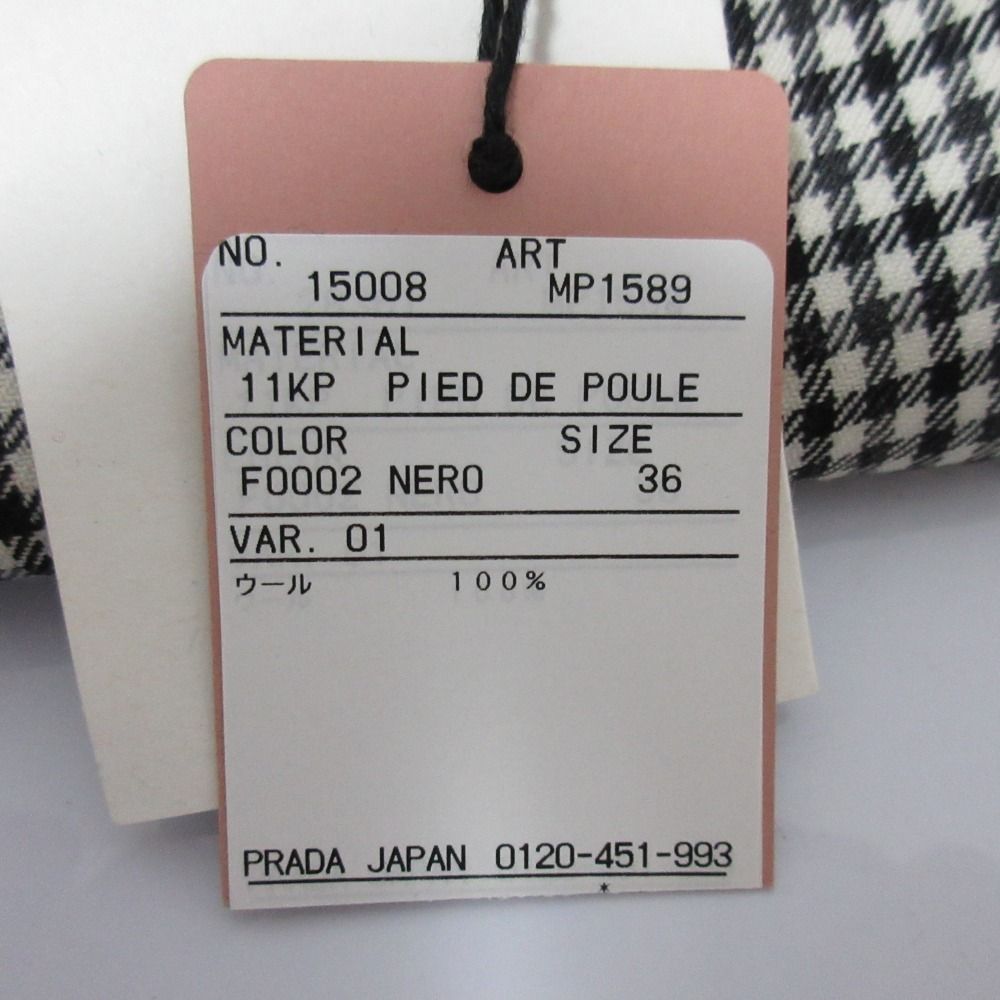 NO. ART
15008 MP1589
MATERIAL
11KP PIED DE POULE
COLOR SIZE
F0002 NERO 36
VAR. 01
ウール 100%
PRADA JAPAN 0120-451-993
*